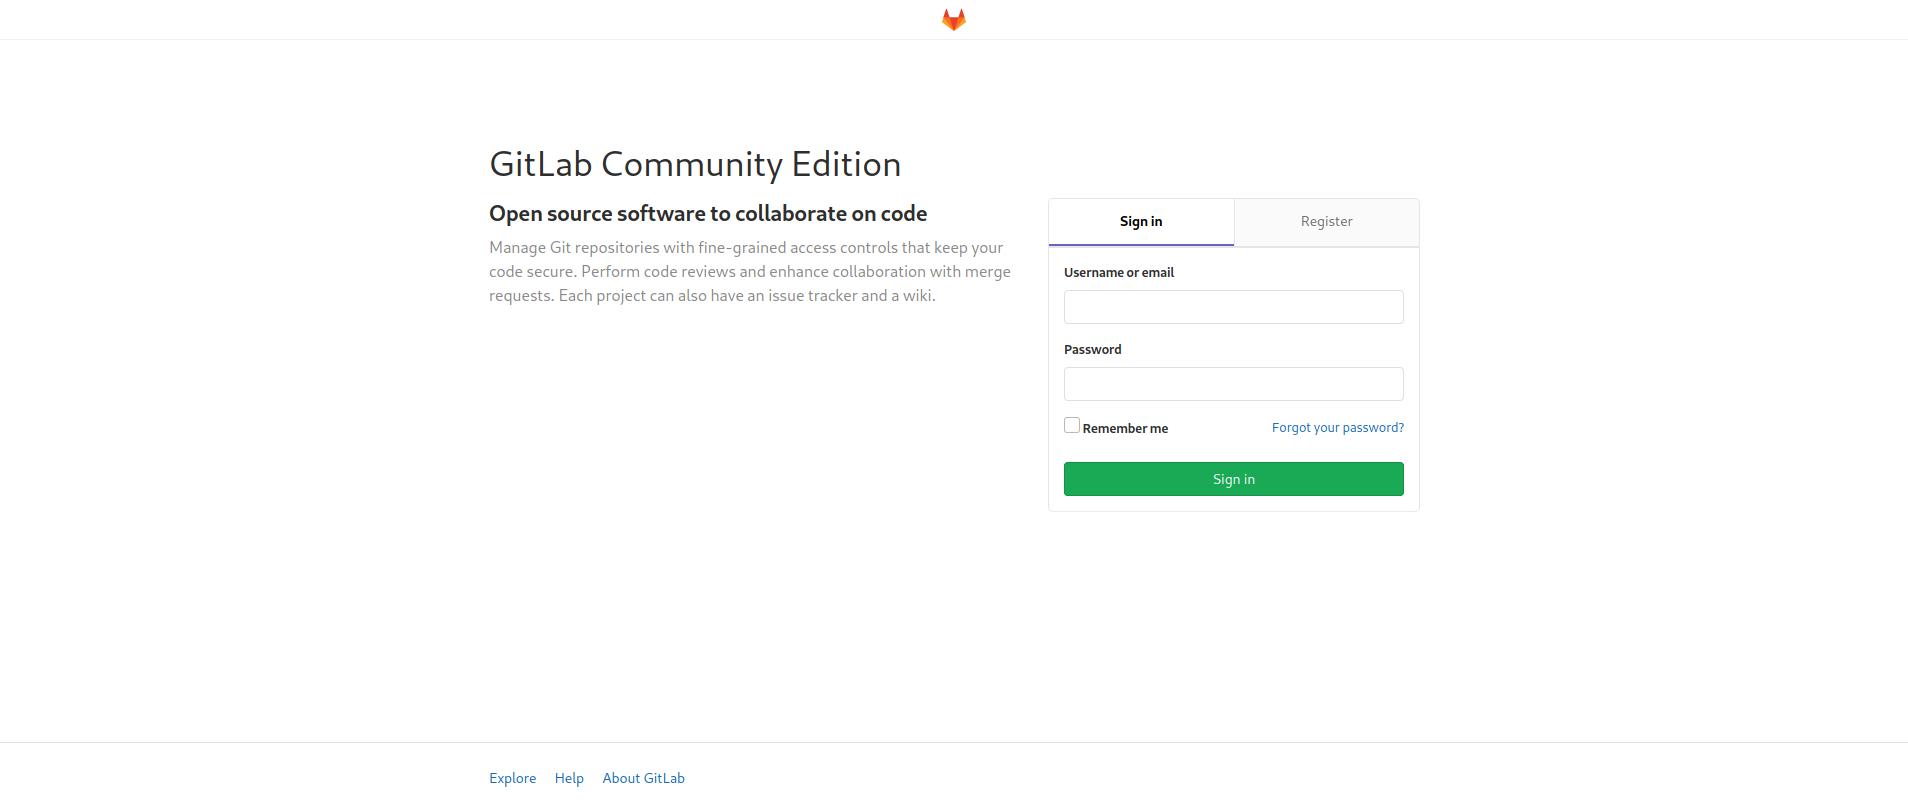 GitLab Community Edition
Open source software to collaborate on code
Manage Git repositories with fine-grained access controls that keep your
code secure. Perform code reviews and enhance collaboration with merge
requests. Each project can also have an issue tracker and a wiki.
Sign in
Register
Username or email
Password
Remember me
Forgot your password?
Sign in
Explore
Help
About GitLab